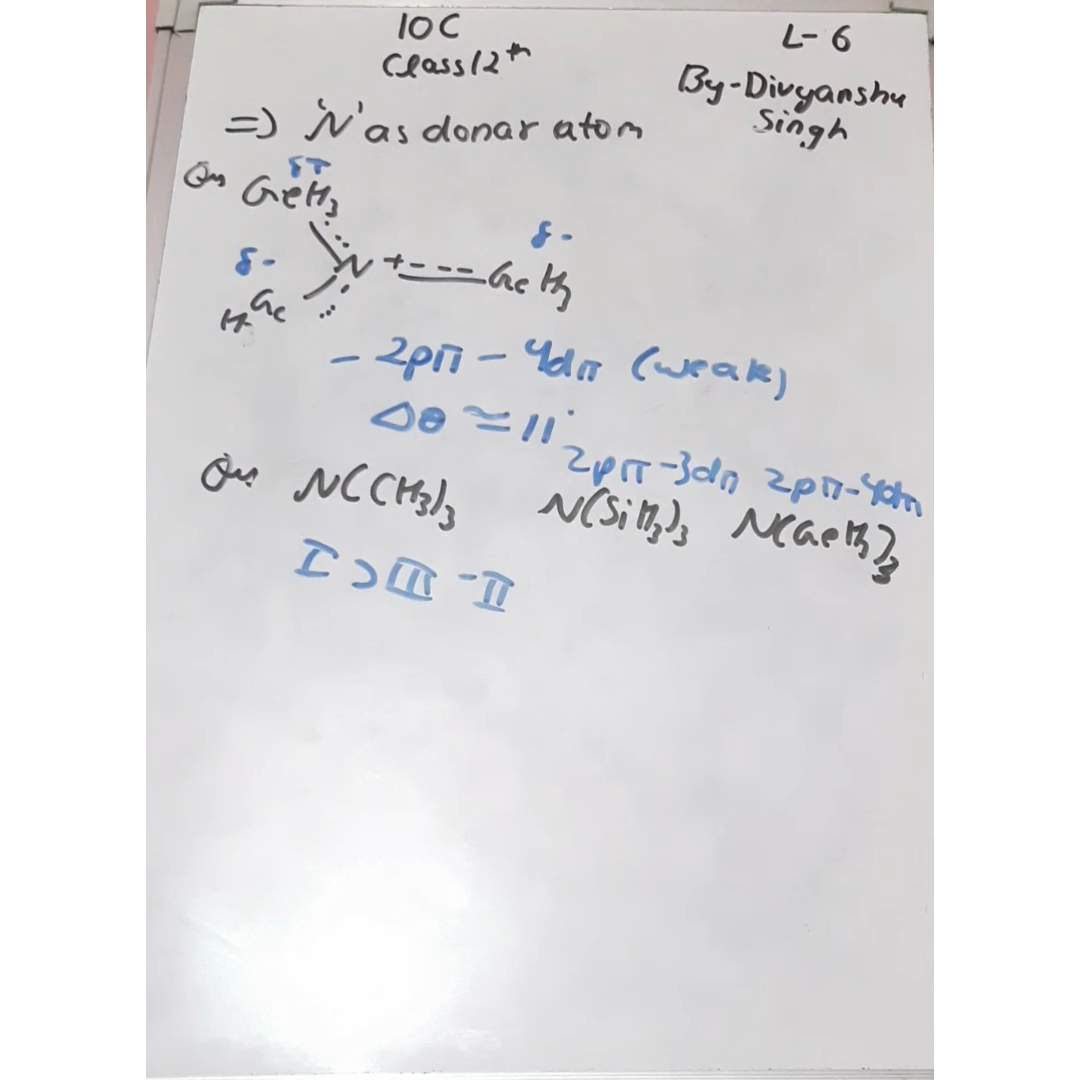 IOC
Class 12th
L-6
By-Divyanshu
Singh
=> 'N' as donar atom
Qn GeH3
δ-
δ-
N +
GeH3
2pπ - 4dπ (weak)
Δθ ≃ 11°
2pπ-3dπ 2pπ-4dπ
Qn N(CH3)3 N(SiH3)3 N(GeH3)3
I > III - II